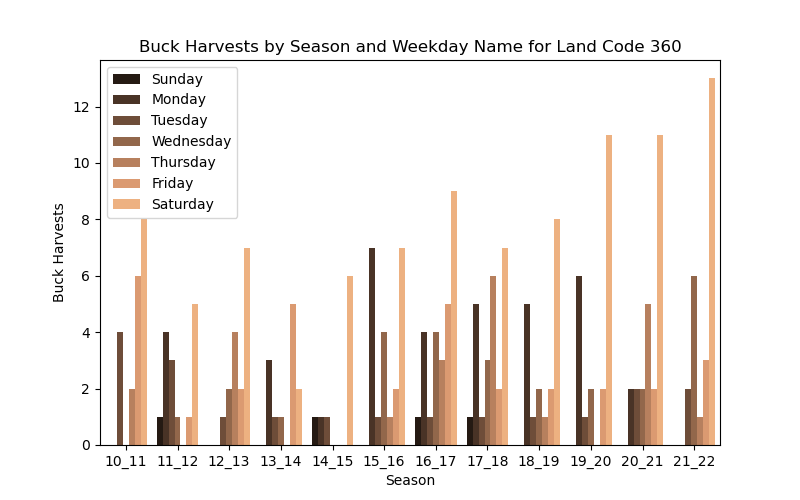 Buck Harvests by Season and Weekday Name for Land Code 360
Sunday
Monday
Tuesday
Wednesday
Thursday
Friday
Saturday
12
10
8
6
4
2
0
Buck Harvests
10_11 11_12 12_13 13_14 14_15 15_16 16_17 17_18 18_19 19_20 20_21 21_22
Season